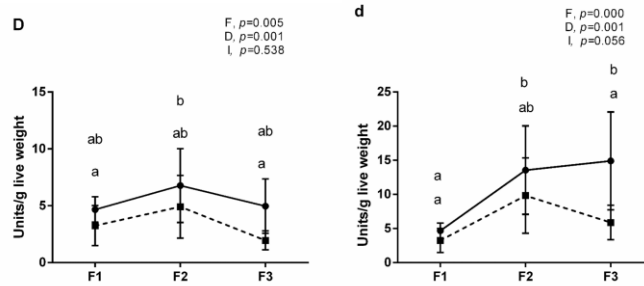 D
F, p=0.005
D, p=0.001
I, p=0.538
Units/g live weight
15
10
5
0
ab
a
b
ab
ab
a
F1
F2
F3
d
F, p=0.000
D, p=0.001
I, p=0.056
Units/g live weight
25
20
15
10
5
0
a
a
b
ab
b
a
F1
F2
F3